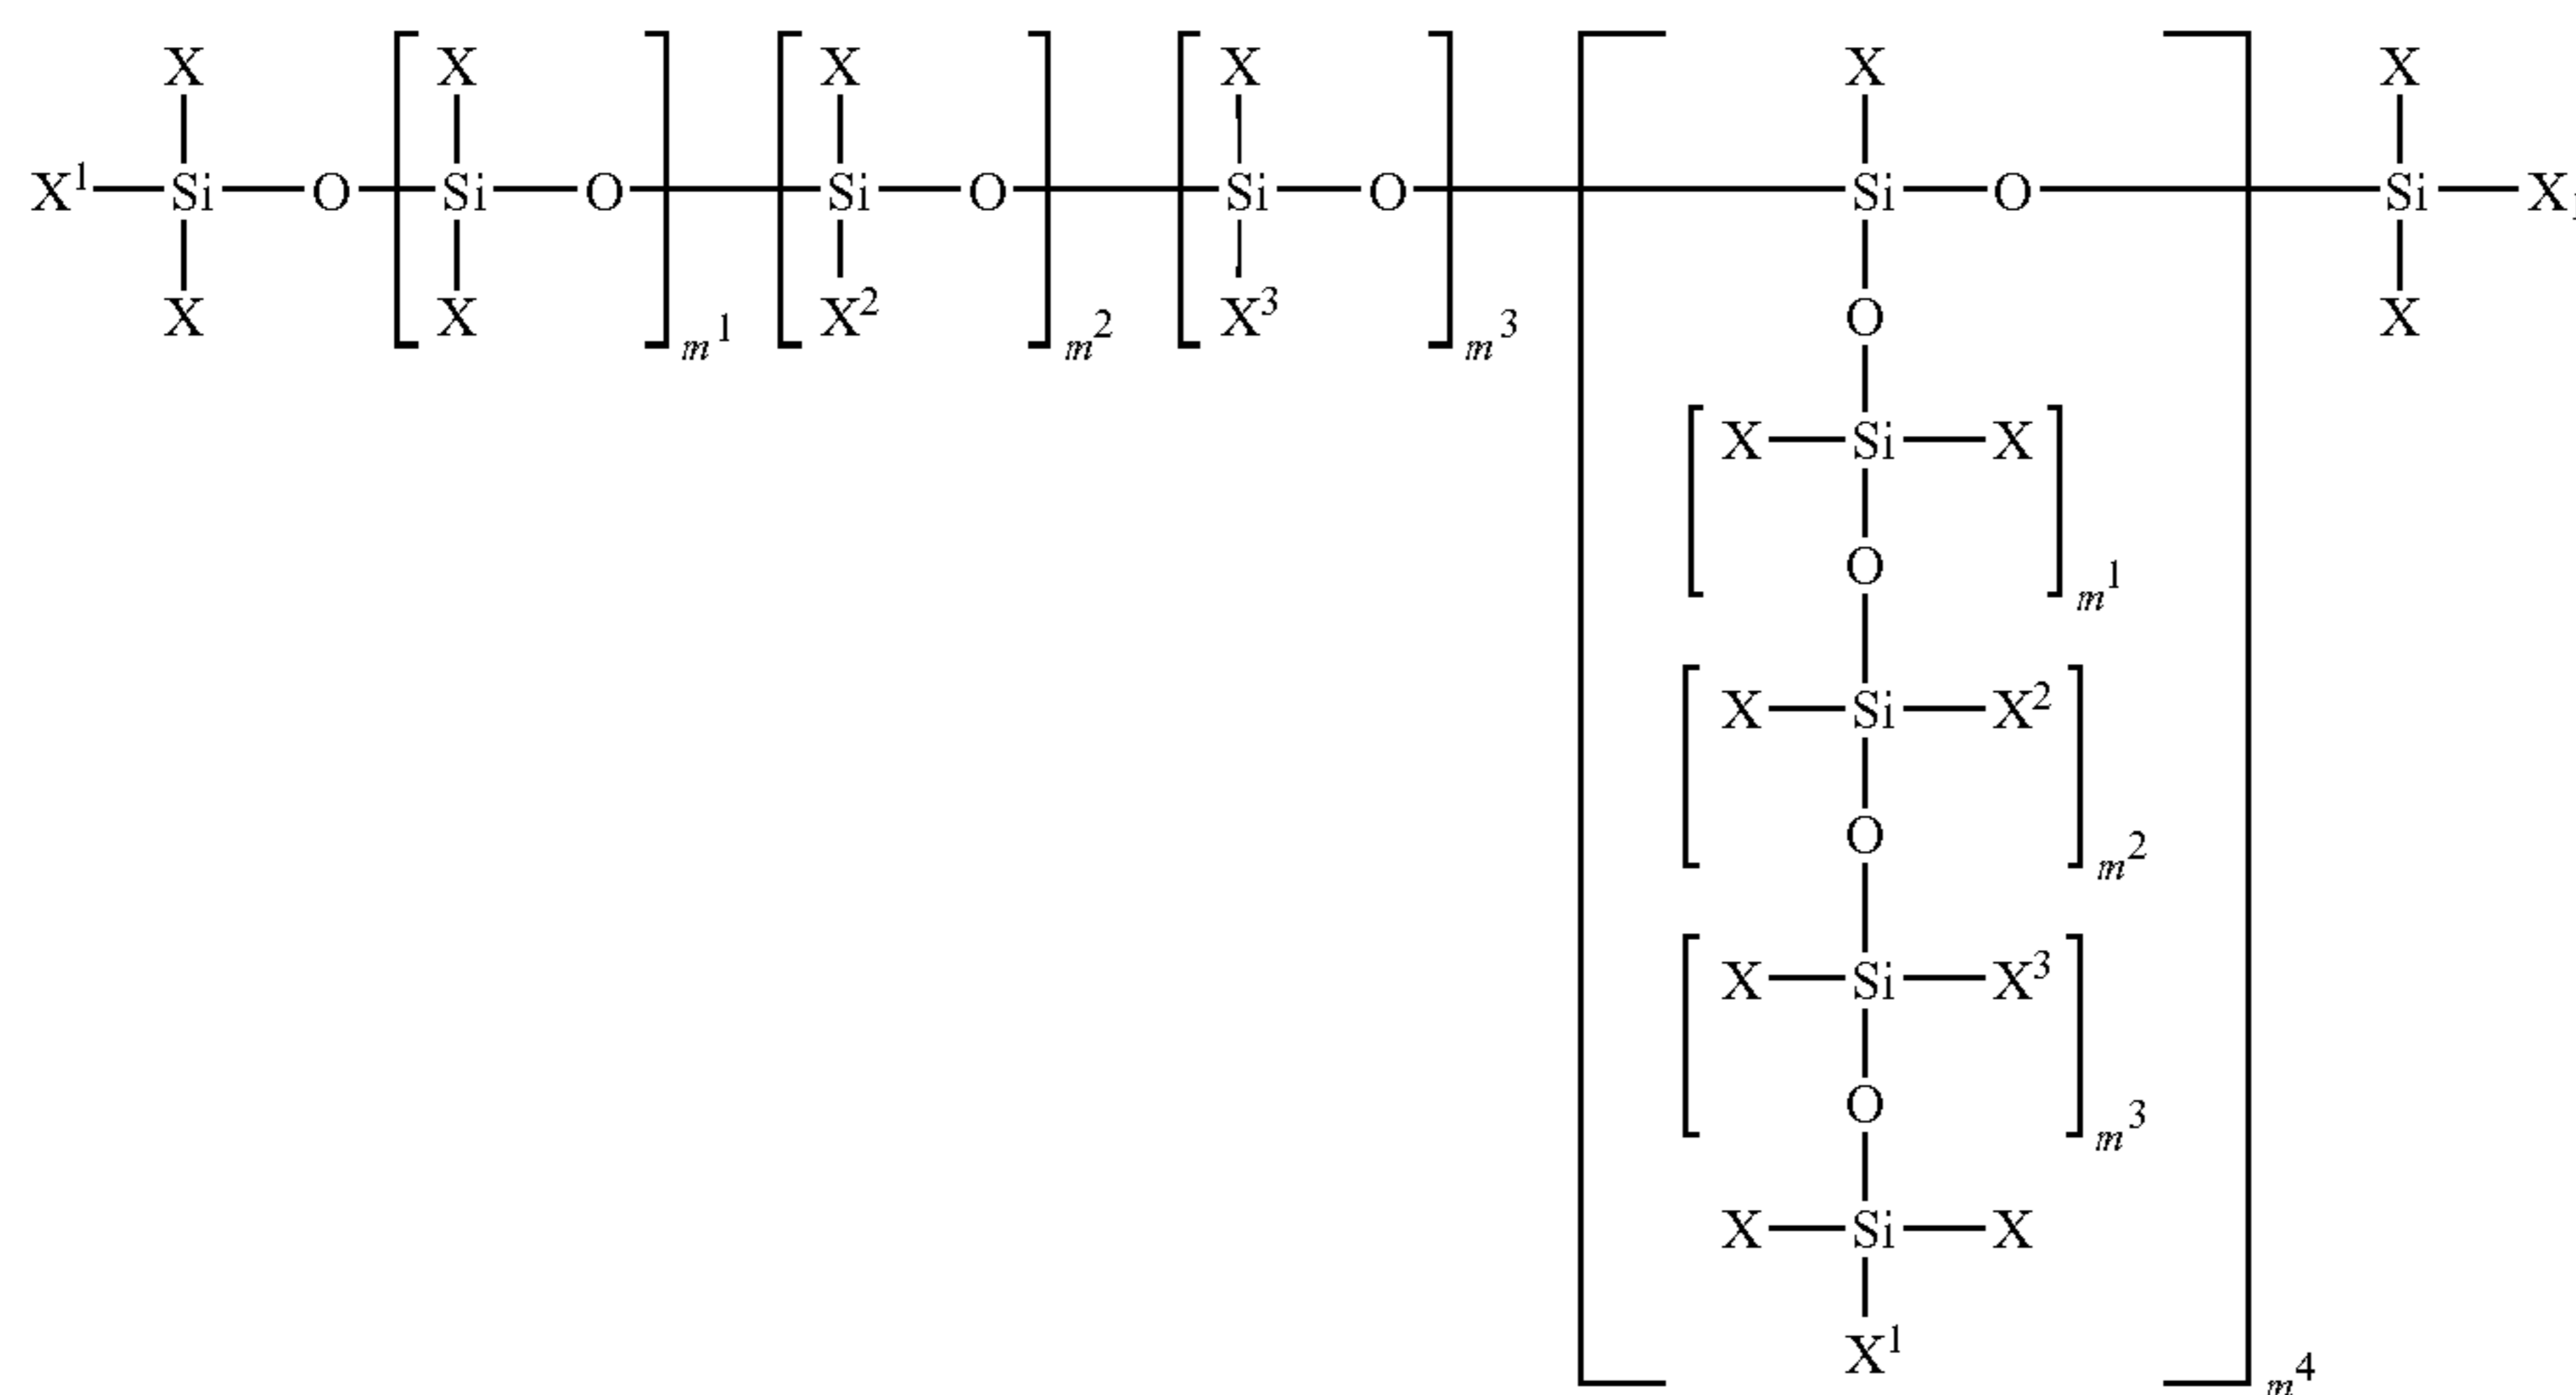 X X X X X X
X¹ Si O Si O Si O Si O Si O Si X₁
X X X² X³ O X
m¹ m² m³
X Si X
O
m¹
X Si X²
O
m²
X Si X³
O
m³
X Si X
X¹
m⁴